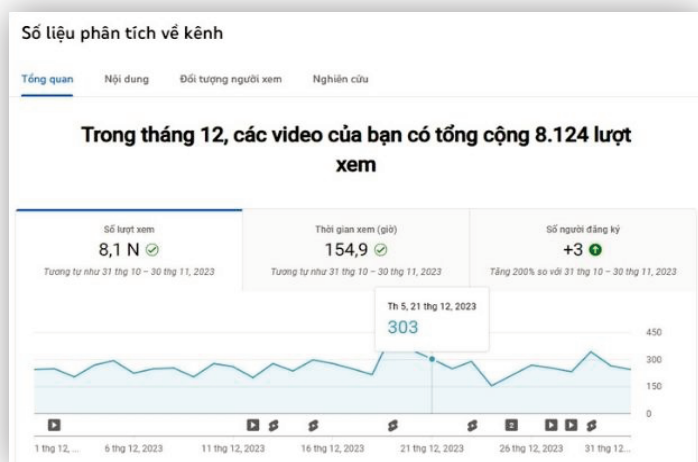 Số liệu phân tích về kênh
Tổng quan Nội dung Đối tượng người xem Nghiên cứu
Trong tháng 12, các video của bạn có tổng cộng 8.124 lượt
xem
Số lượt xem
8,1 N
Tương tự như 31 thg 10 – 30 thg 11, 2023
Thời gian xem (giờ)
154,9
Tương tự như 31 thg 10 – 30 thg 11, 2023
Số người đăng ký
+3
Tăng 200% so với 31 thg 10 – 30 thg 11, 2023
Th 5, 21 thg 12, 2023
303
450
300
150
0
2
1 thg 12, ... 6 thg 12, 2023 11 thg 12, 2023 16 thg 12, 2023 21 thg 12, 2023 26 thg 12, 2023 31 thg 12...